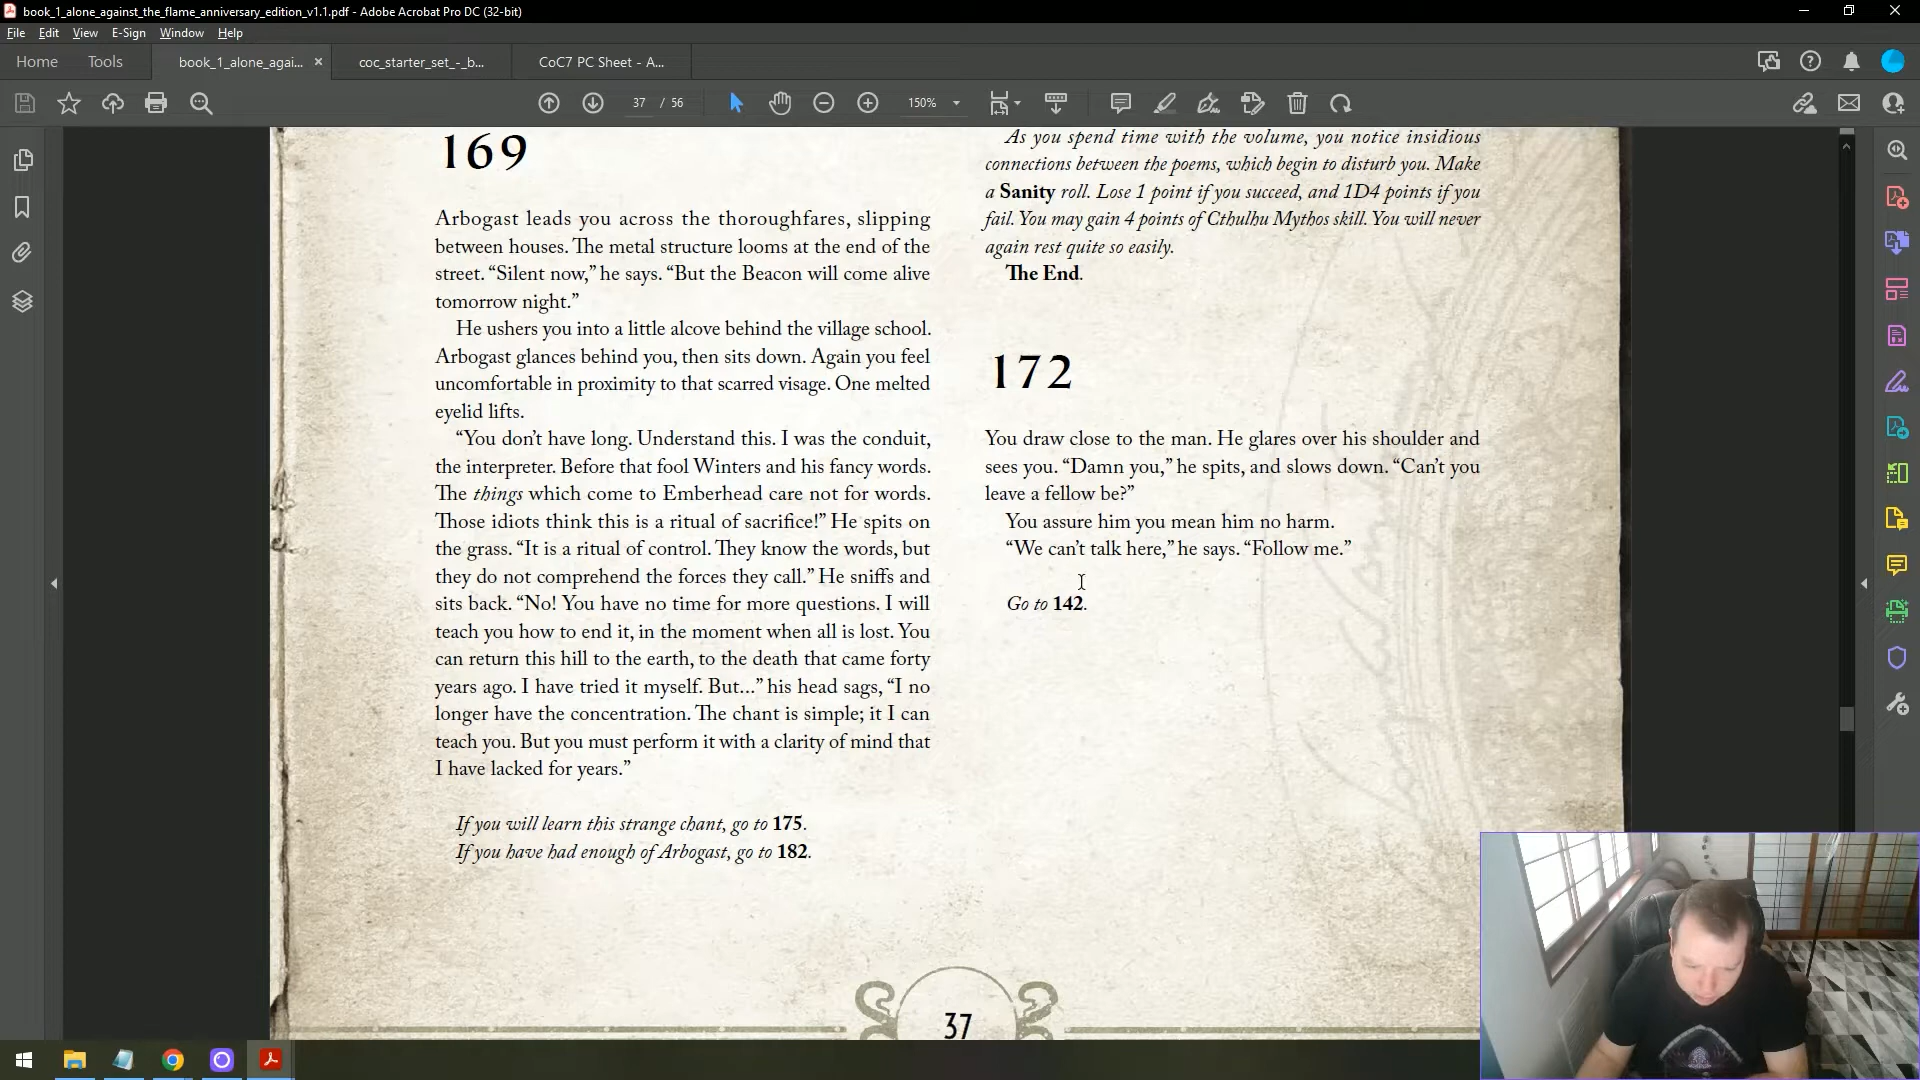 book_1_alone_against_the_flame_anniversary_edition_v1.1.pdf - Adobe Acrobat Pro DC (32-bit)
File Edit View E-Sign Window Help
Home Tools book_1_alone_agai... coc_starter_set_-_b... CoC7 PC Sheet - A...
37 / 56 150%
169
Arbogast leads you across the thoroughfares, slipping
between houses. The metal structure looms at the end of the
street. “Silent now,” he says. “But the Beacon will come alive
tomorrow night.”
He ushers you into a little alcove behind the village school.
Arbogast glances behind you, then sits down. Again you feel
uncomfortable in proximity to that scarred visage. One melted
eyelid lifts.
“You don’t have long. Understand this. I was the conduit,
the interpreter. Before that fool Winters and his fancy words.
The things which come to Emberhead care not for words.
Those idiots think this is a ritual of sacrifice!” He spits on
the grass. “It is a ritual of control. They know the words, but
they do not comprehend the forces they call.” He sniffs and
sits back. “No! You have no time for more questions. I will
teach you how to end it, in the moment when all is lost. You
can return this hill to the earth, to the death that came forty
years ago. I have tried it myself. But...” his head sags, “I no
longer have the concentration. The chant is simple; it I can
teach you. But you must perform it with a clarity of mind that
I have lacked for years.”
If you will learn this strange chant, go to 175.
If you have had enough of Arbogast, go to 182.
As you spend time with the volume, you notice insidious
connections between the poems, which begin to disturb you. Make
a Sanity roll. Lose 1 point if you succeed, and 1D4 points if you
fail. You may gain 4 points of Cthulhu Mythos skill. You will never
again rest quite so easily.
The End.
172
You draw close to the man. He glares over his shoulder and
sees you. “Damn you,” he spits, and slows down. “Can’t you
leave a fellow be?”
You assure him you mean him no harm.
“We can’t talk here,” he says. “Follow me.”
Go to 142.
37